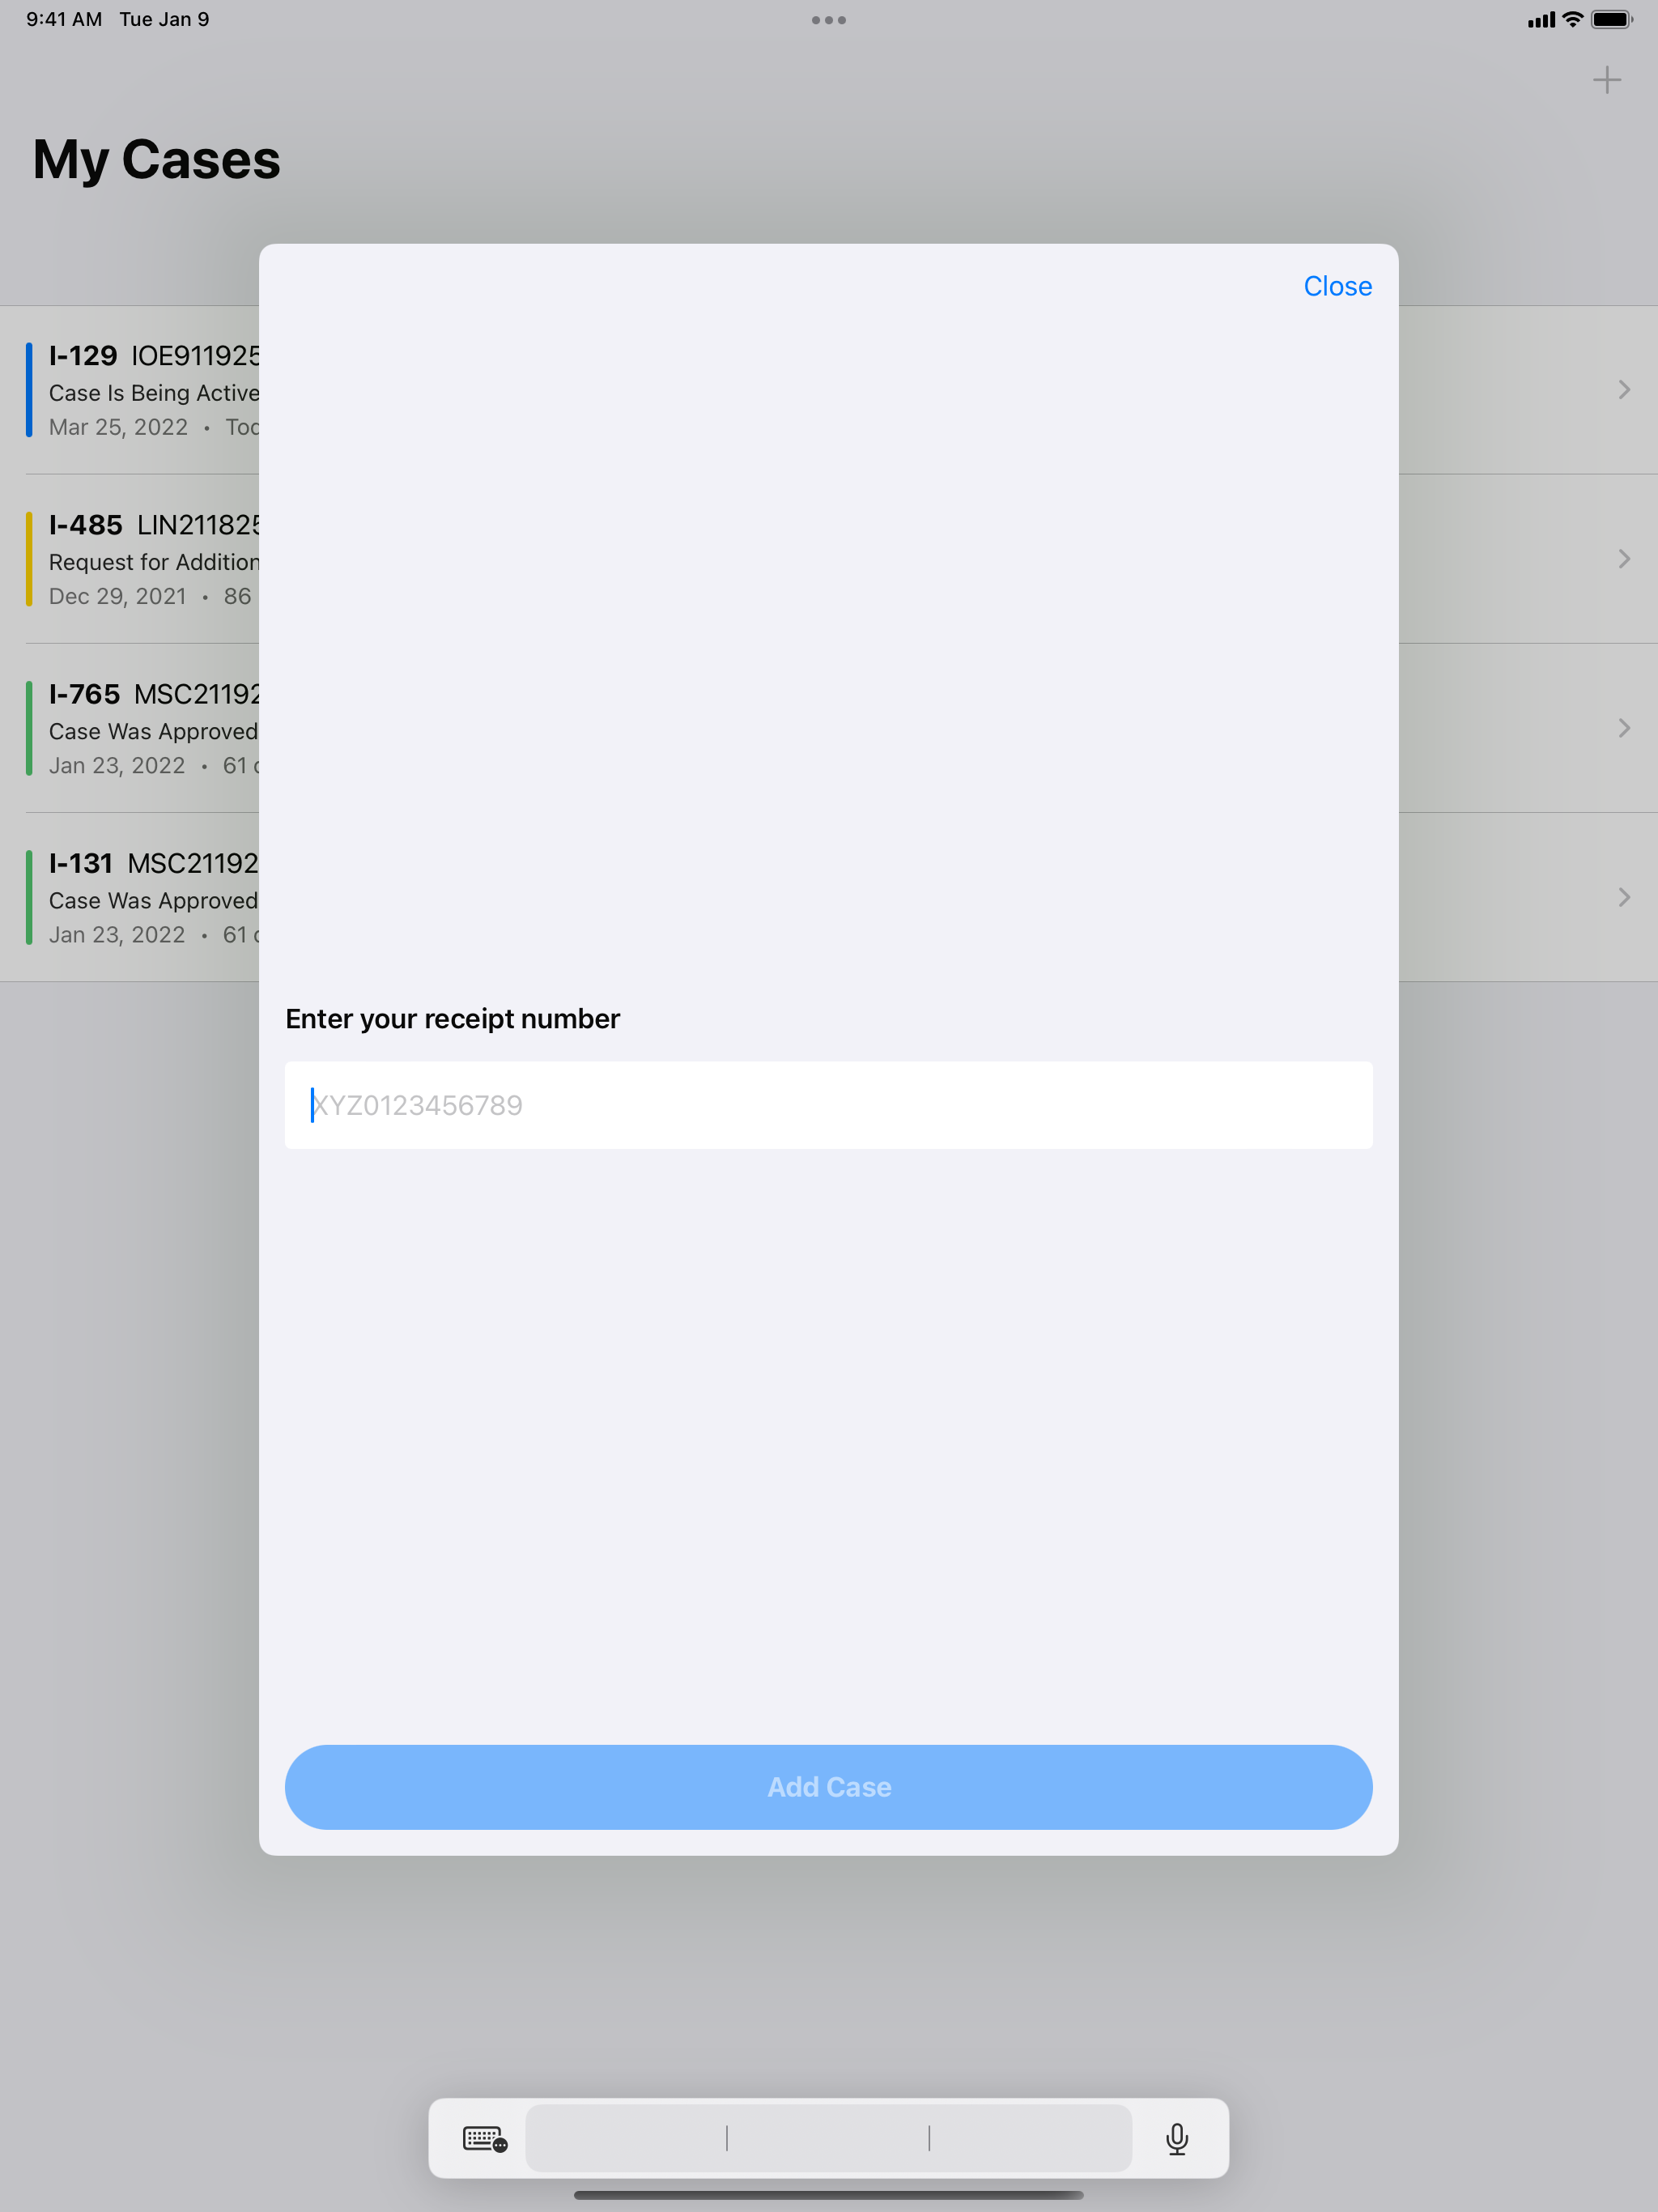 9:41 AM Tue Jan 9
My Cases
Close
I-129 IOE911925
Case Is Being Active
Mar 25, 2022 •
I-485 LIN211825
Request for Addition
Dec 29, 2021 • 86
I-765 MSC21192
Case Was Approved
Jan 23, 2022 • 61
I-131 MSC21192
Case Was Approved
Jan 23, 2022 • 61
Enter your receipt number
XYZ0123456789
Add Case